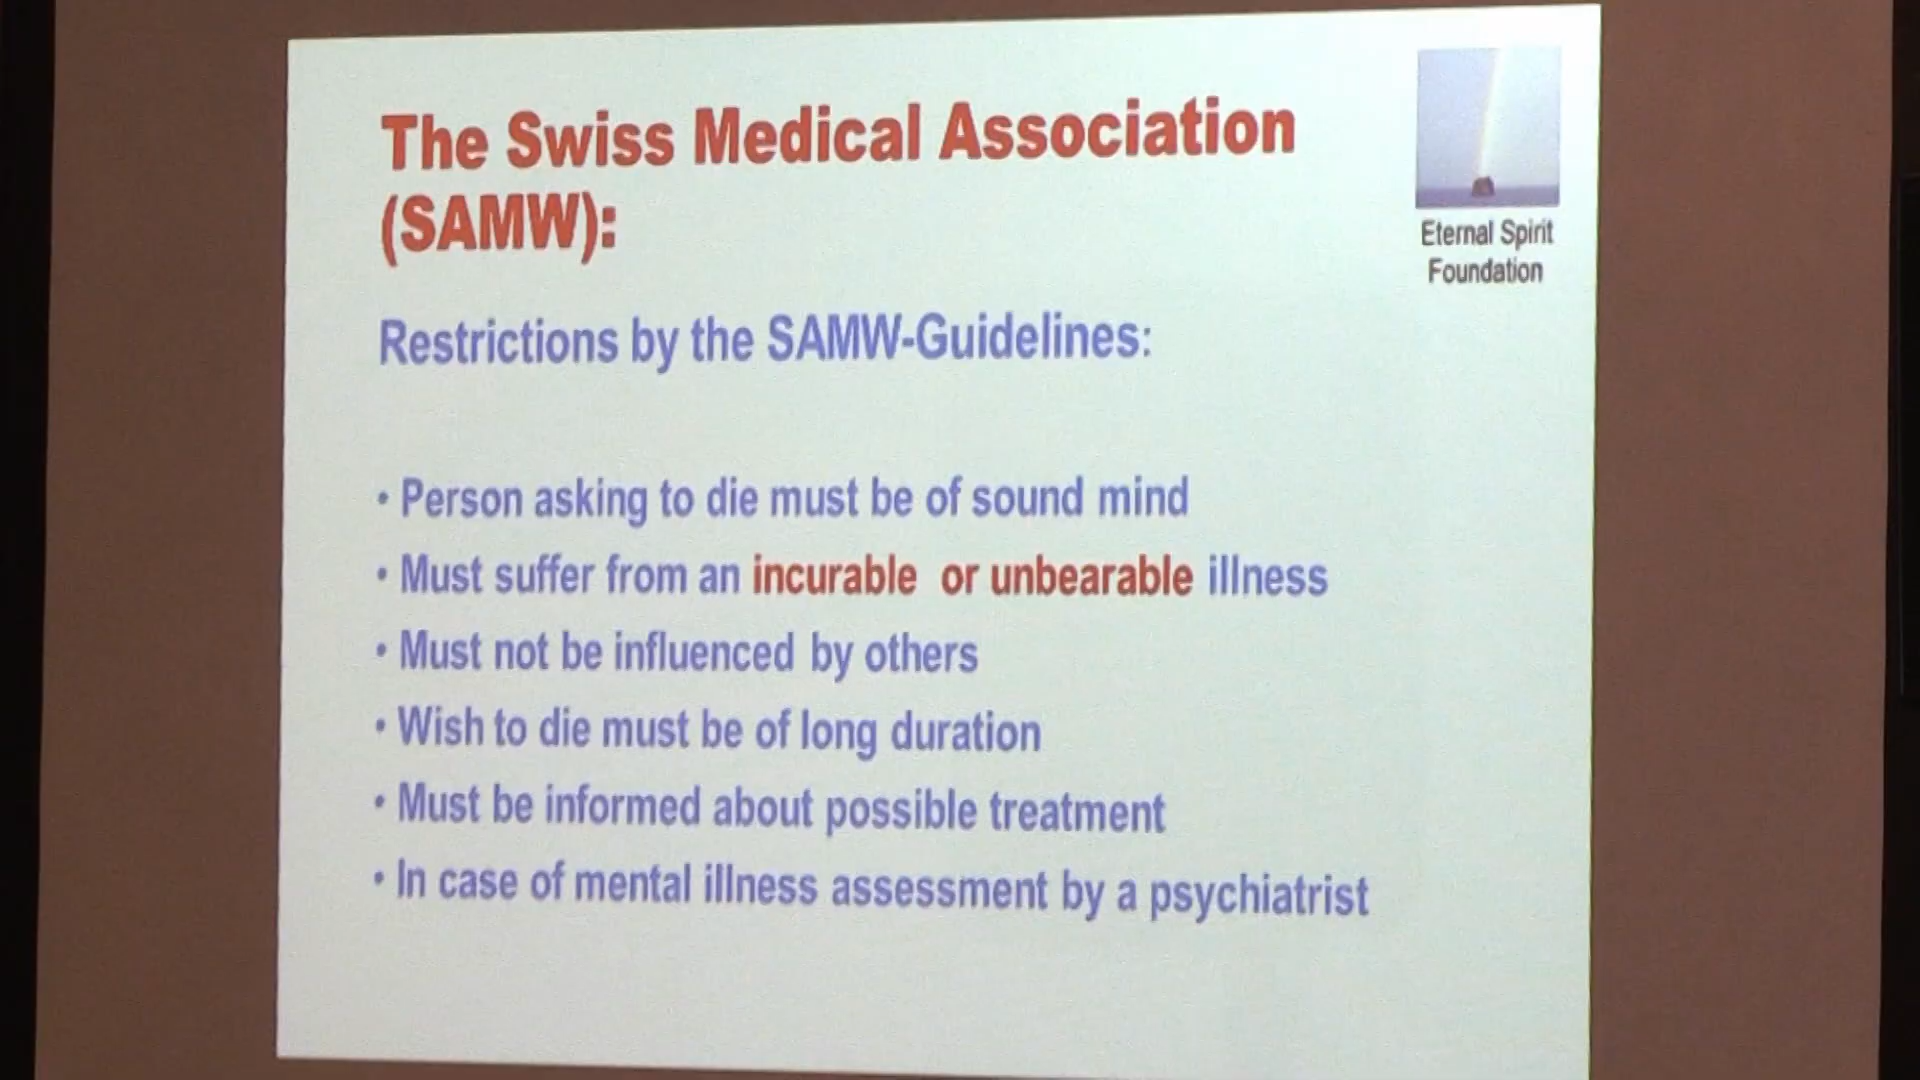 The Swiss Medical Association
(SAMW):
Eternal Spirit
Foundation
Restrictions by the SAMW-Guidelines:
• Person asking to die must be of sound mind
• Must suffer from an incurable or unbearable illness
• Must not be influenced by others
• Wish to die must be of long duration
• Must be informed about possible treatment
• In case of mental illness assessment by a psychiatrist